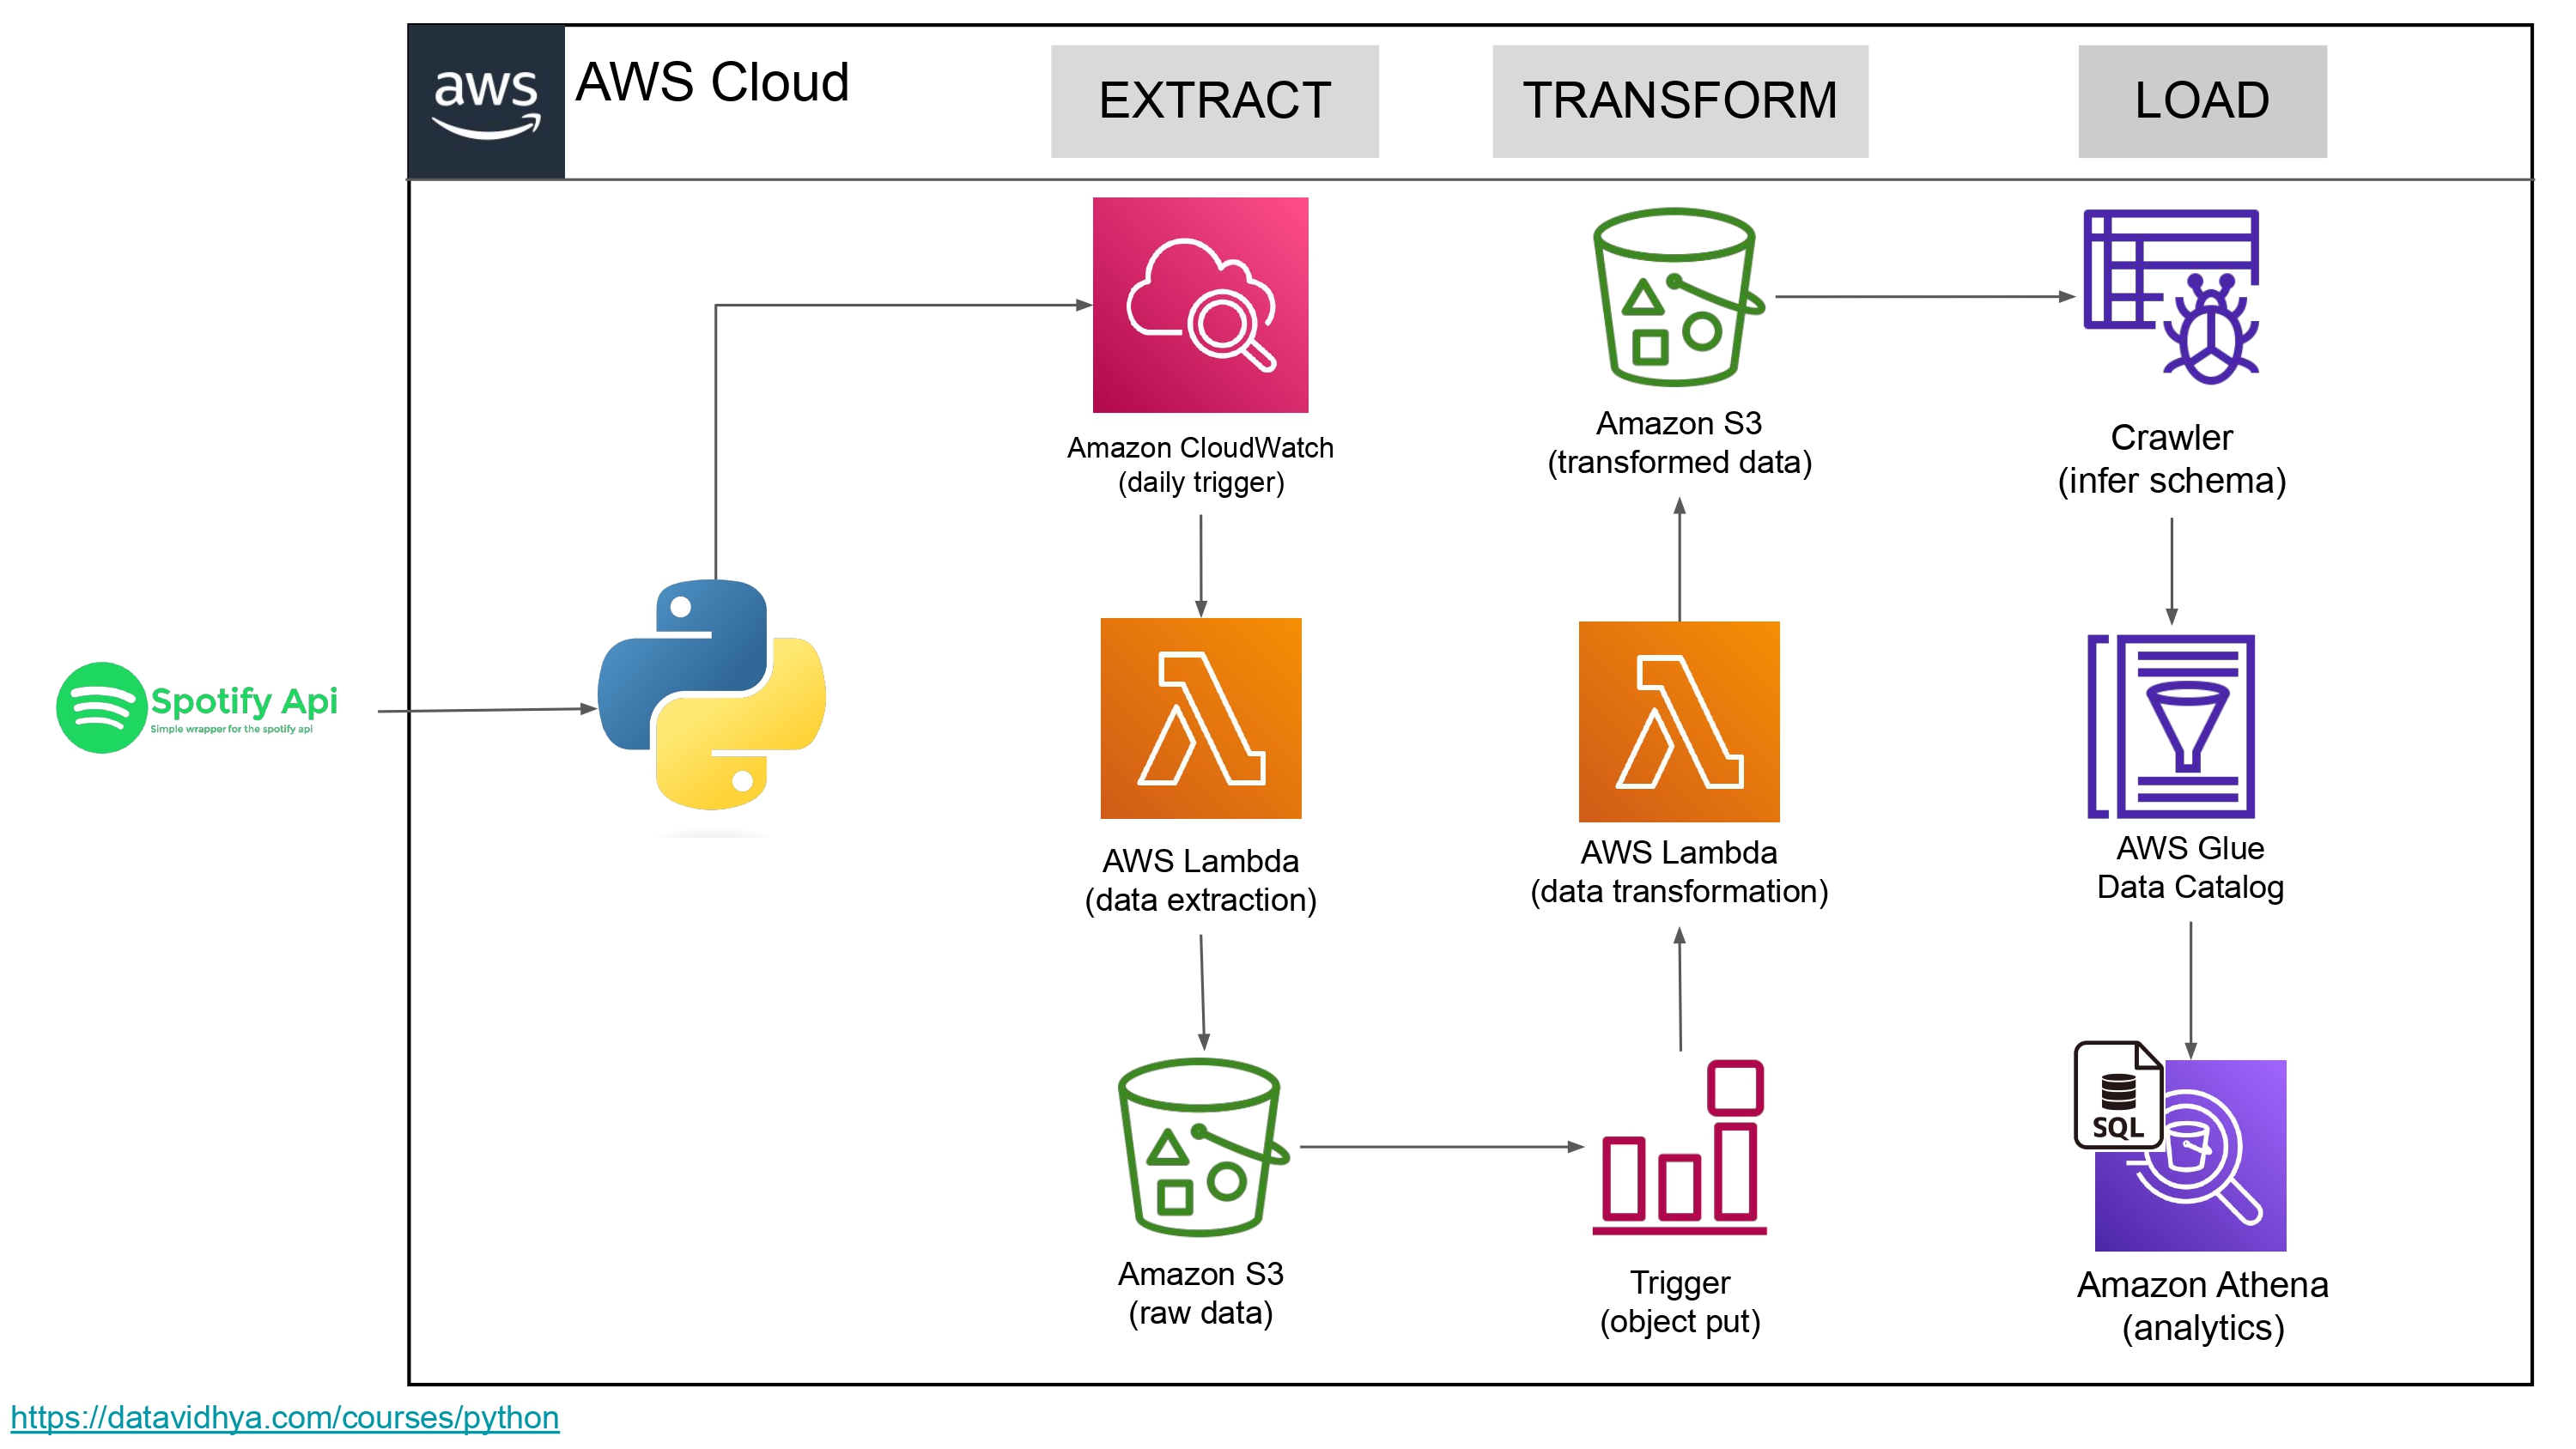 aws
AWS Cloud
EXTRACT
TRANSFORM
LOAD
Amazon CloudWatch
(daily trigger)
Amazon S3
(transformed data)
Crawler
(infer schema)
Spotify Api
Simple wrapper for the spotify api
AWS Lambda
(data extraction)
AWS Lambda
(data transformation)
AWS Glue
Data Catalog
SQL
Amazon S3
(raw data)
Trigger
(object put)
Amazon Athena
(analytics)
https://datavidhya.com/courses/python